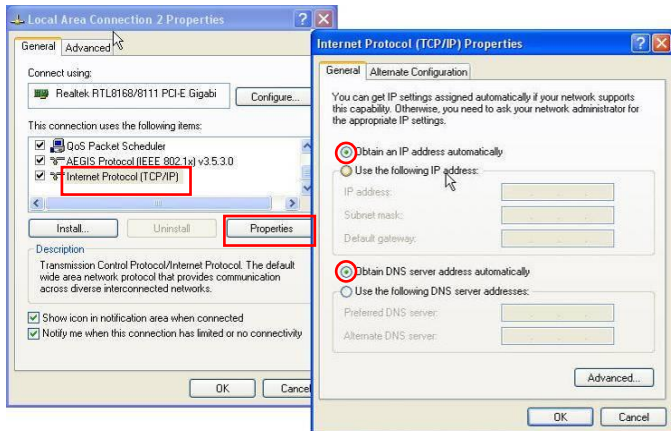 Local Area Connection 2 Properties
General
Advanced
Connect using:
Realtek RTL8168/8111 PCI-E Gigabi
Configure...
This connection uses the following items:
QoS Packet Scheduler
AEGIS Protocol (IEEE 802.1x) v3.5.3.0
Internet Protocol (TCP/IP)
Install...
Uninstall
Properties
Description
Transmission Control Protocol/Internet Protocol. The default
wide area network protocol that provides communication
across diverse interconnected networks.
Show icon in notification area when connected
Notify me when this connection has limited or no connectivity
OK
Cancel
Internet Protocol (TCP/IP) Properties
General
Alternate Configuration
You can get IP settings assigned automatically if your network supports
this capability. Otherwise, you need to ask your network administrator for
the appropriate IP settings.
Obtain an IP address automatically
Use the following IP address:
IP address:
Subnet mask:
Default gateway:
Obtain DNS server address automatically
Use the following DNS server addresses:
Preferred DNS server:
Alternate DNS server:
Advanced...
OK
Cancel